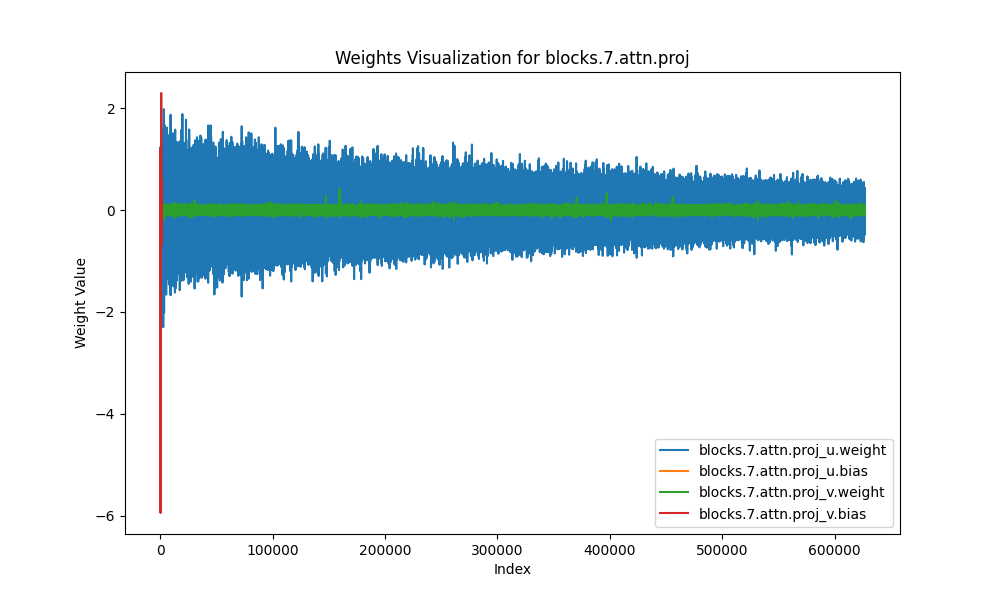 Weights Visualization for blocks.7.attn.proj
Weight Value
2
0
−2
−4
−6
0
100000
200000
300000
400000
500000
600000
Index
blocks.7.attn.proj_u.weight
blocks.7.attn.proj_u.bias
blocks.7.attn.proj_v.weight
blocks.7.attn.proj_v.bias